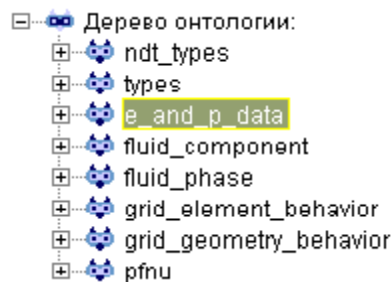 Дерево онтологии:
ndt_types
types
e_and_p_data
fluid_component
fluid_phase
grid_element_behavior
grid_geometry_behavior
pfnu